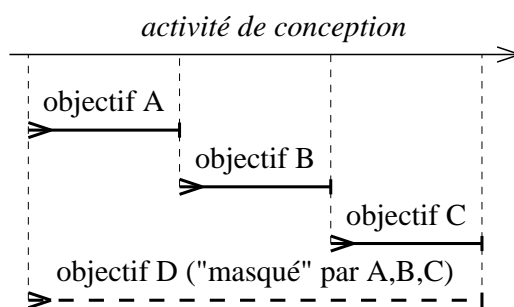 activité de conception
objectif A
objectif B
objectif C
objectif D ("masqué" par A,B,C)